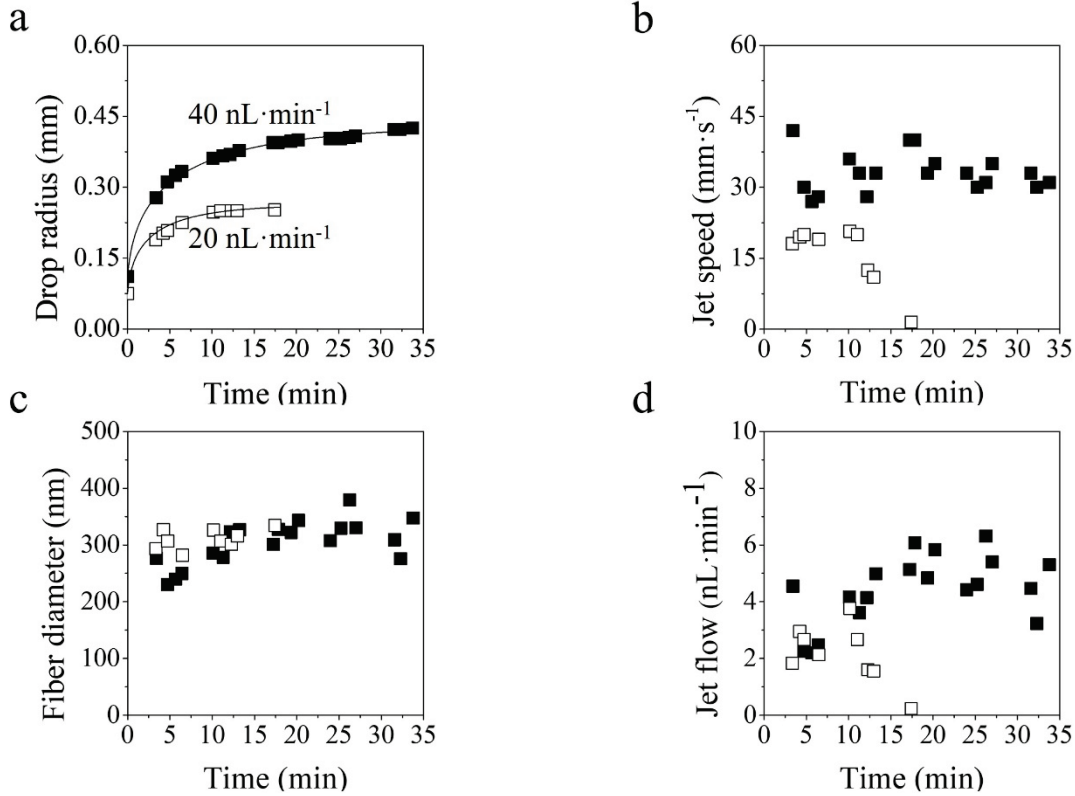 a
0.60
0.45
0.30
0.15
0.00
0 5 10 15 20 25 30 35
Drop radius (mm)
Time (min)
40 nL·min⁻¹
20 nL·min⁻¹
b
60
45
30
15
0
0 5 10 15 20 25 30 35
Jet speed (mm·s⁻¹)
Time (min)
c
500
400
300
200
100
0
0 5 10 15 20 25 30 35
Fiber diameter (nm)
Time (min)
d
10
8
6
4
2
0
0 5 10 15 20 25 30 35
Jet flow (nL·min⁻¹)
Time (min)